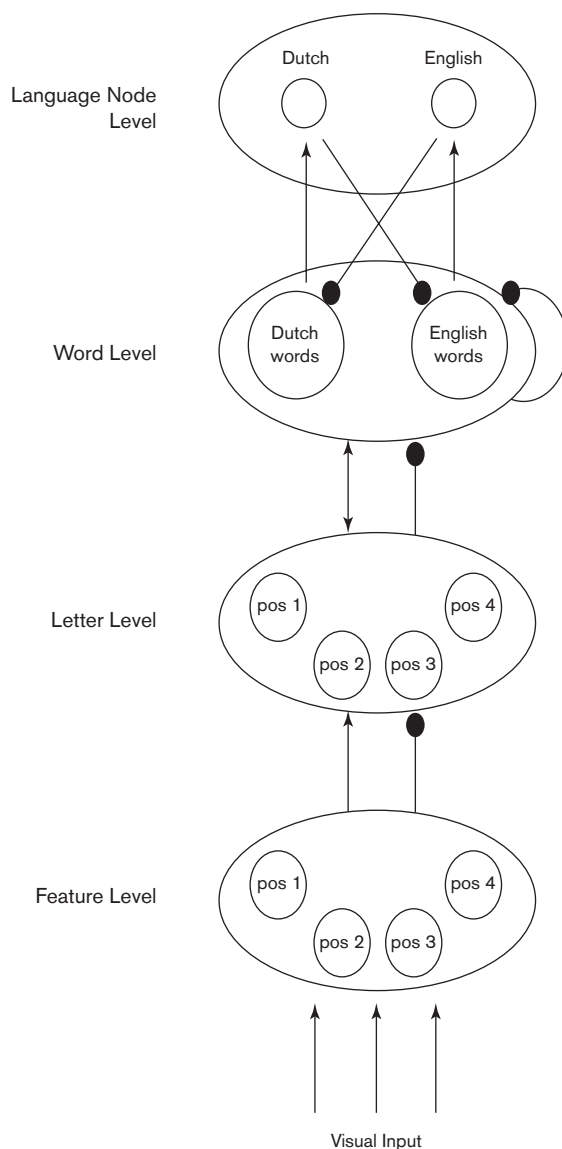 Dutch
English
Language Node
Level
Dutch
words
English
words
Word Level
pos 1
pos 4
Letter Level
pos 2
pos 3
pos 1
pos 4
Feature Level
pos 2
pos 3
Visual Input